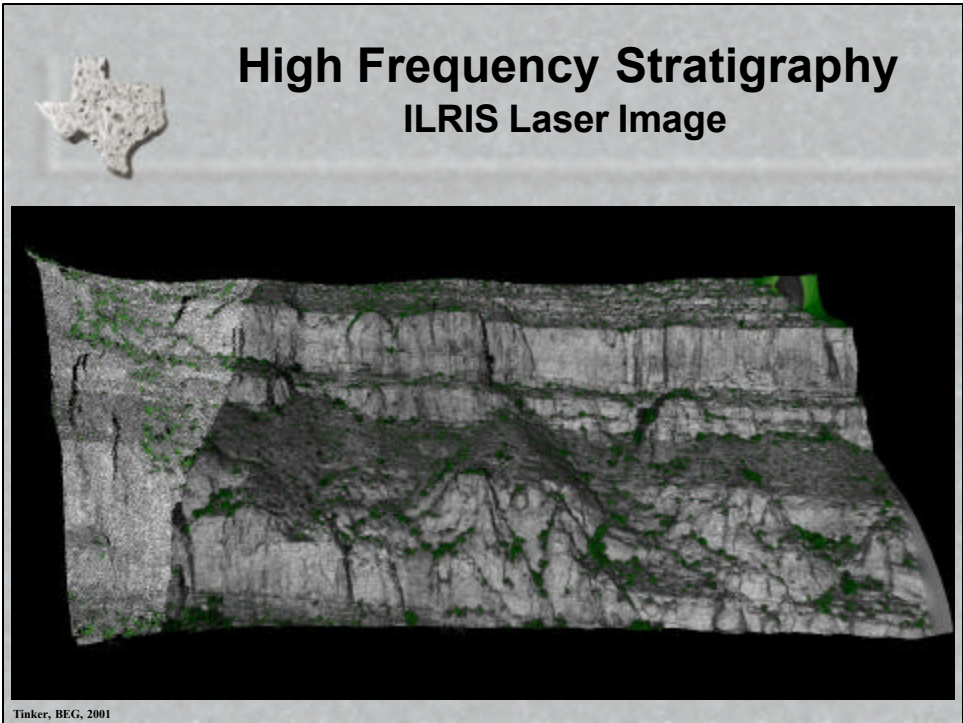 High Frequency Stratigraphy
ILRIS Laser Image
Tinker, BEG, 2001